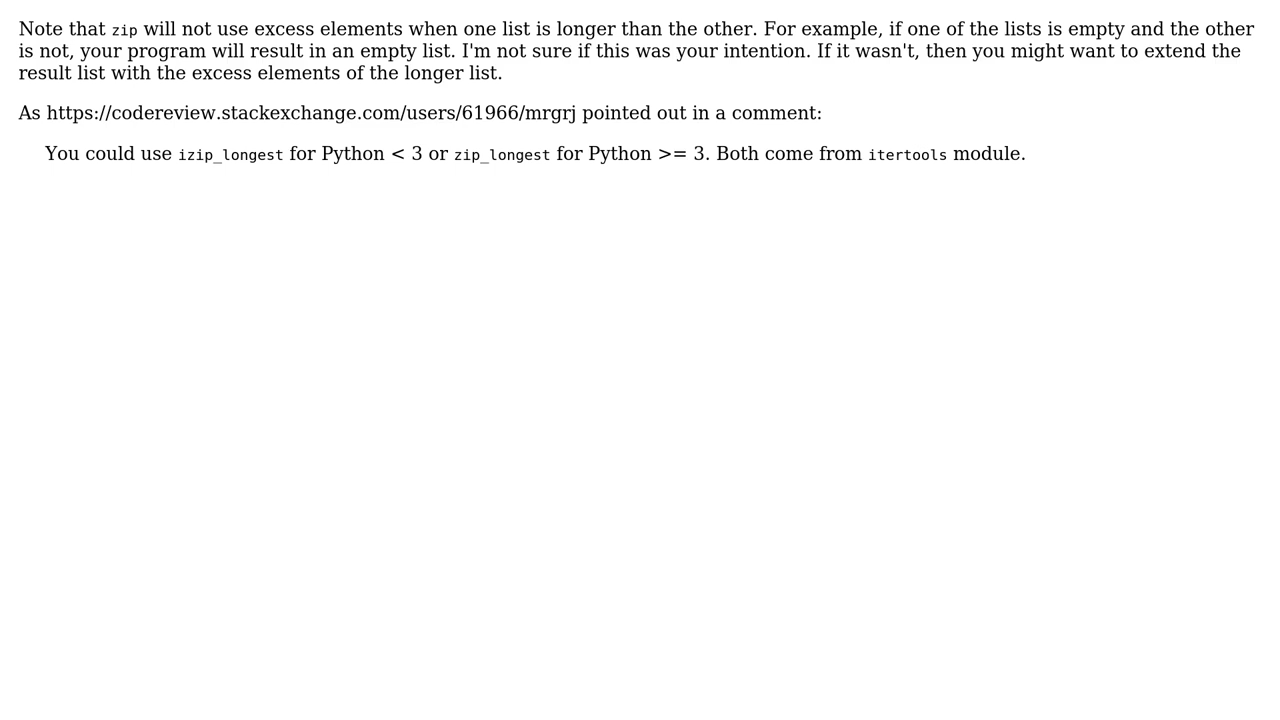 Note that zip will not use excess elements when one list is longer than the other. For example, if one of the lists is empty and the other
is not, your program will result in an empty list. I'm not sure if this was your intention. If it wasn't, then you might want to extend the
result list with the excess elements of the longer list.
As https://codereview.stackexchange.com/users/61966/mrgrj pointed out in a comment:
You could use izip_longest for Python < 3 or zip_longest for Python >= 3. Both come from itertools module.